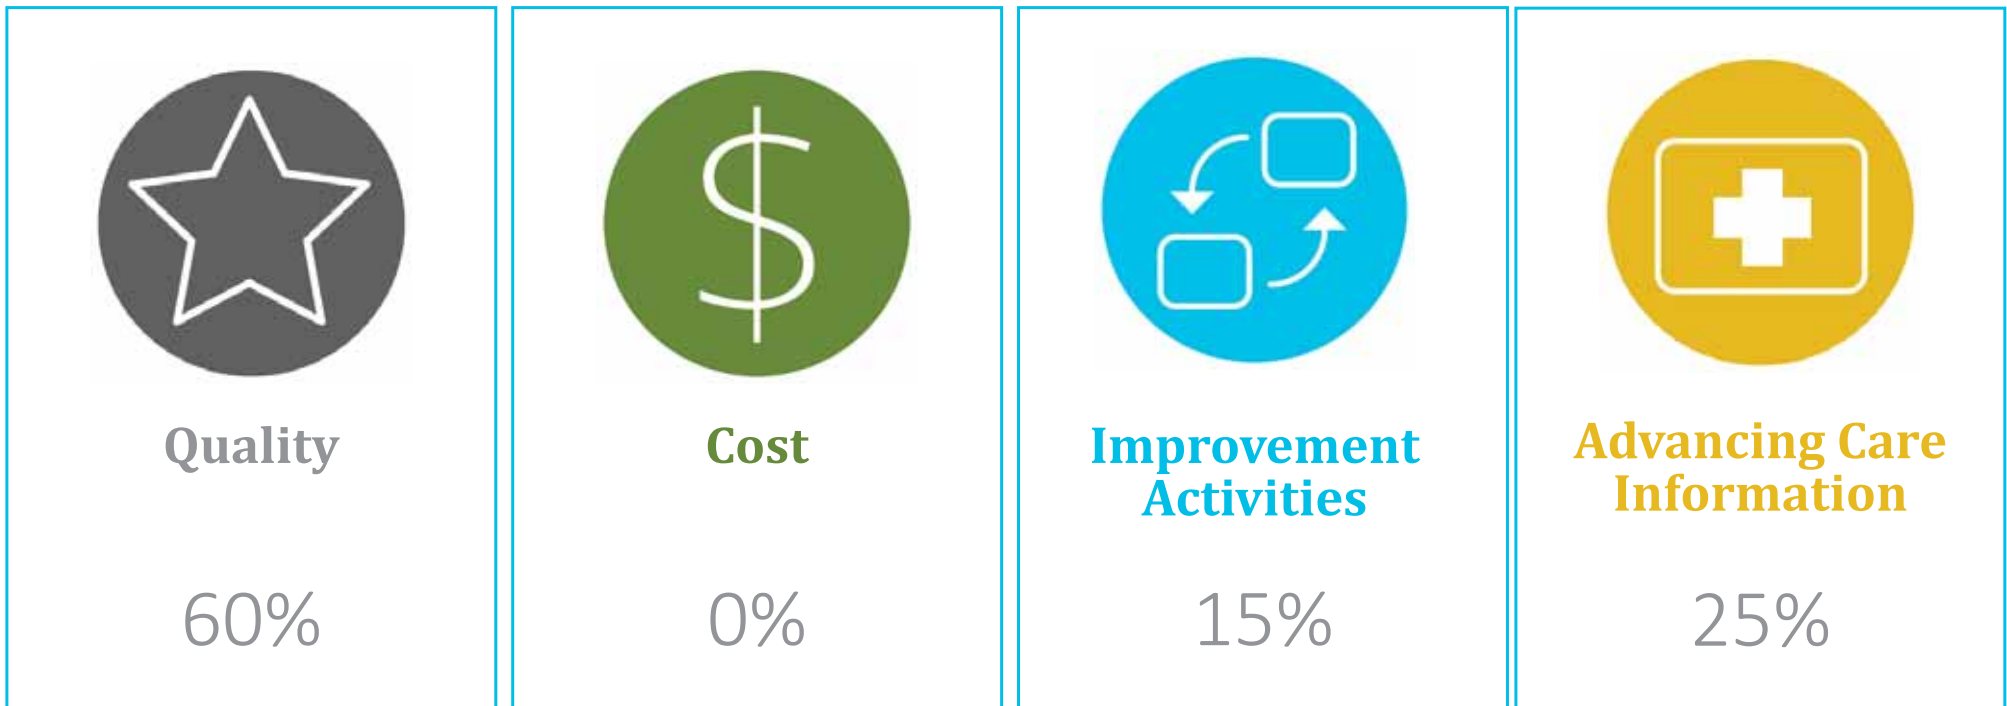 $
Quality
60%
Cost
0%
Improvement
Activities
15%
Advancing Care
Information
25%